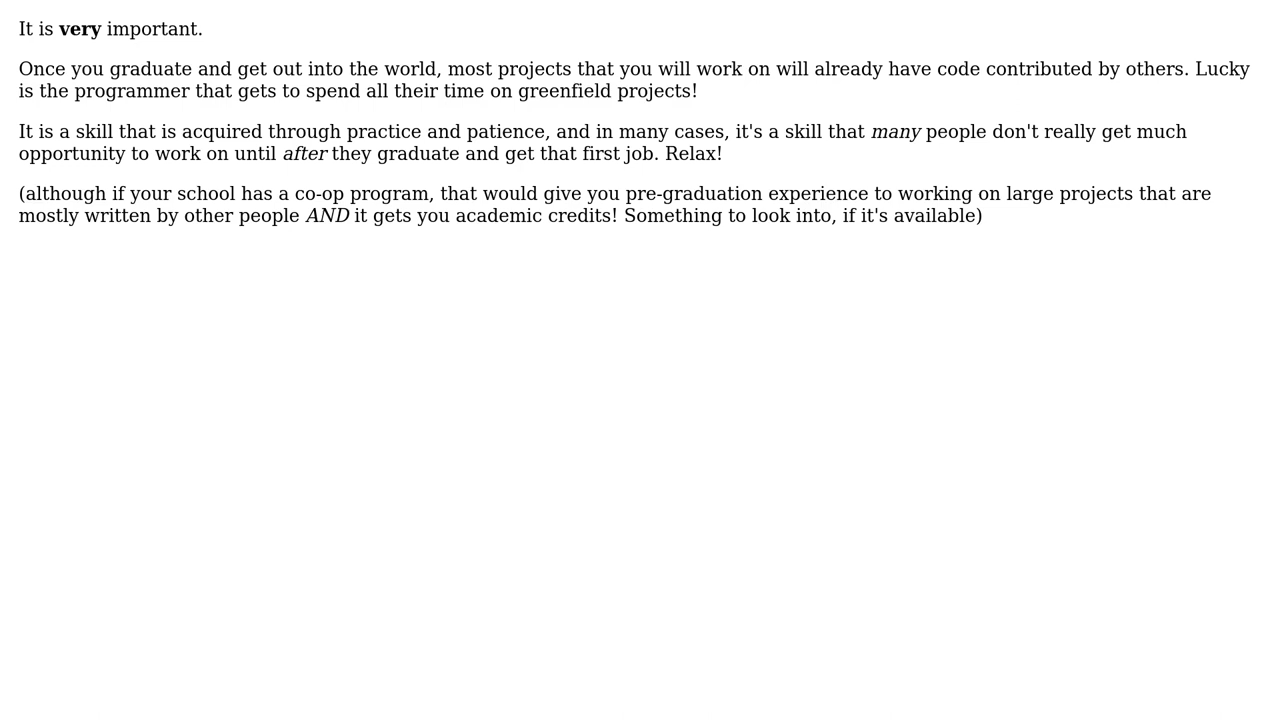 It is very important.
Once you graduate and get out into the world, most projects that you will work on will already have code contributed by others. Lucky
is the programmer that gets to spend all their time on greenfield projects!
It is a skill that is acquired through practice and patience, and in many cases, it's a skill that many people don't really get much
opportunity to work on until after they graduate and get that first job. Relax!
(although if your school has a co-op program, that would give you pre-graduation experience to working on large projects that are
mostly written by other people AND it gets you academic credits! Something to look into, if it's available)